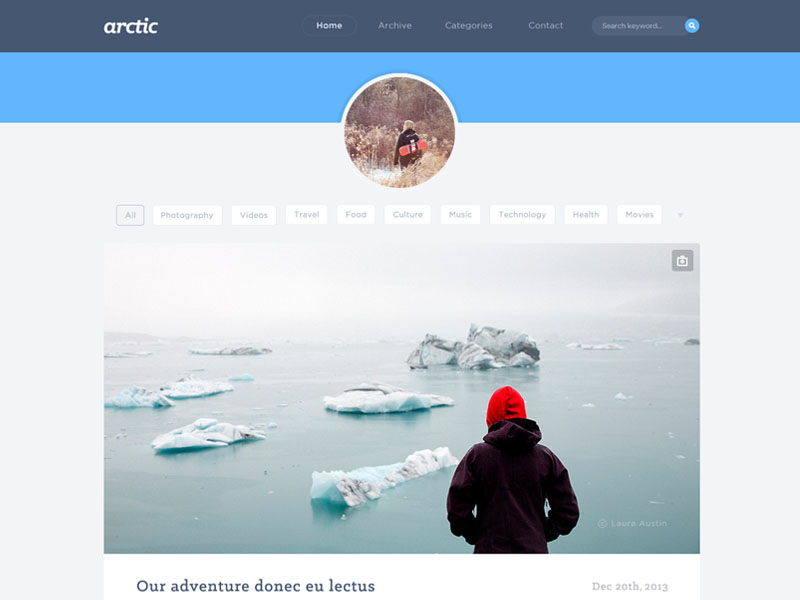 arctic
Home Archive Categories Contact Search keyword...
All Photography Videos Travel Food Culture Music Technology Health Movies
© Laura Austin
Our adventure donec eu lectus Dec 20th, 2013